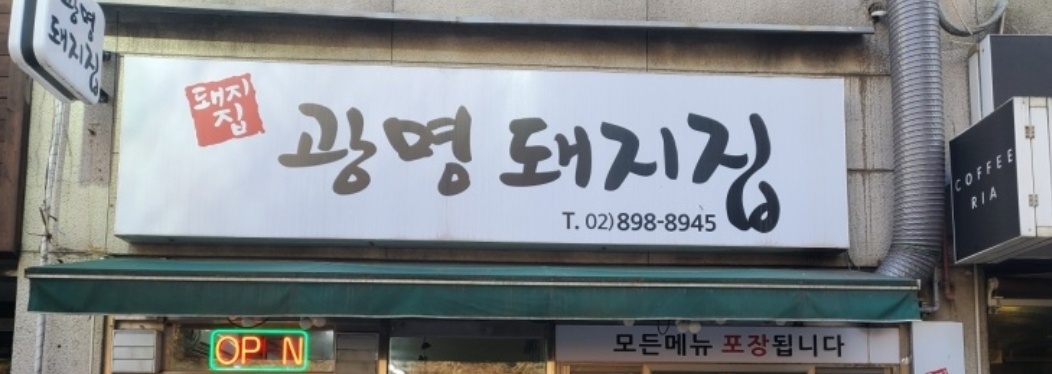 광명
돼지집
돼지
집
광명 돼지집
T. 02)898-8945
COFFEE
RIA
OP N
모든메뉴 포장됩니다